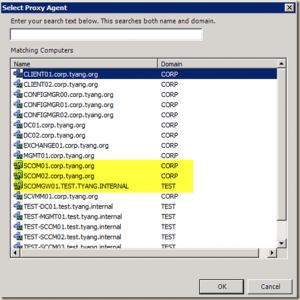 Select Proxy Agent
Enter your search text below. This searches both name and domain.
Matching Computers
Name Domain
CLIENT01.corp.tyang.org CORP
CLIENT02.corp.tyang.org CORP
CONFIGMGR00.corp.tyang.org CORP
CONFIGMGR01.corp.tyang.org CORP
CONFIGMGR02.corp.tyang.org CORP
DC01.corp.tyang.org CORP
DC02.corp.tyang.org CORP
EXCHANGE01.corp.tyang.org CORP
MGMT01.corp.tyang.org CORP
SCOM01.corp.tyang.org CORP
SCOM02.corp.tyang.org CORP
SCOMGW01.TEST.TYANG.INTERNAL TEST
SCVMM01.corp.tyang.org CORP
TEST-DC01.test.tyang.internal TEST
TEST-MGMT01.test.tyang.internal TEST
TEST-SCCM01.test.tyang.internal TEST
TEST-SCCM02.test.tyang.internal TEST
TEST-SCCM03.test.tyang.internal TEST
OK Cancel